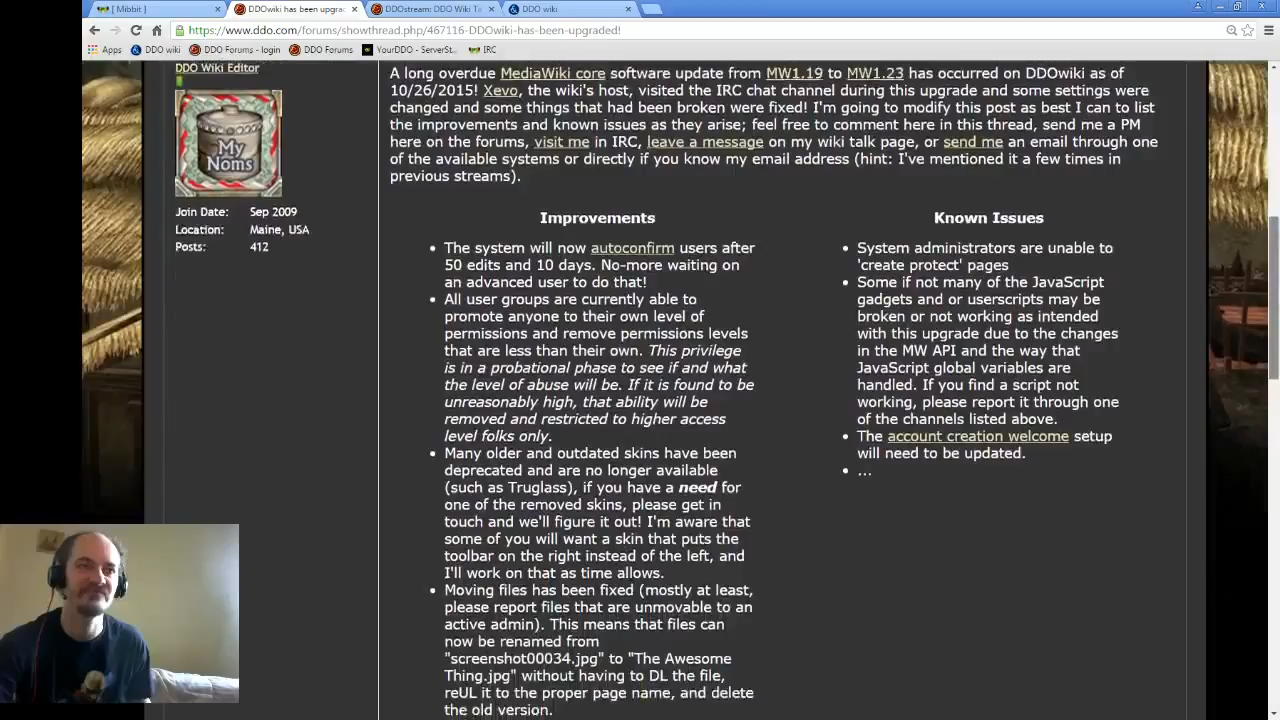 [ Mibbit ]
DDOwiki has been upgrac
DDOstream: DDO Wiki Ta
DDO wiki
https://www.ddo.com/forums/showthread.php/467116-DDOwiki-has-been-upgraded!
Apps DDO wiki DDO Forums - login DDO Forums YourDDO - ServerSt... IRC
DDO Wiki Editor
My
Noms
Join Date: Sep 2009
Location: Maine, USA
Posts: 412
A long overdue MediaWiki core software update from MW1.19 to MW1.23 has occurred on DDOwiki as of
10/26/2015! Xevo, the wiki's host, visited the IRC chat channel during this upgrade and some settings were
changed and some things that had been broken were fixed! I'm going to modify this post as best I can to list
the improvements and known issues as they arise; feel free to comment here in this thread, send me a PM
here on the forums, visit me in IRC, leave a message on my wiki talk page, or send me an email through one
of the available systems or directly if you know my email address (hint: I've mentioned it a few times in
previous streams).
Improvements
The system will now autoconfirm users after
50 edits and 10 days. No-more waiting on
an advanced user to do that!
All user groups are currently able to
promote anyone to their own level of
permissions and remove permissions levels
that are less than their own. This privilege
is in a probational phase to see if and what
the level of abuse will be. If it is found to be
unreasonably high, that ability will be
removed and restricted to higher access
level folks only.
Many older and outdated skins have been
deprecated and are no longer available
(such as Truglass), if you have a need for
one of the removed skins, please get in
touch and we'll figure it out! I'm aware that
some of you will want a skin that puts the
toolbar on the right instead of the left, and
I'll work on that as time allows.
Moving files has been fixed (mostly at least,
please report files that are unmovable to an
active admin). This means that files can
now be renamed from
"screenshot00034.jpg" to "The Awesome
Thing.jpg" without having to DL the file,
reUL it to the proper page name, and delete
the old version.
Known Issues
System administrators are unable to
'create protect' pages
Some if not many of the JavaScript
gadgets and or userscripts may be
broken or not working as intended
with this upgrade due to the changes
in the MW API and the way that
JavaScript global variables are
handled. If you find a script not
working, please report it through one
of the channels listed above.
The account creation welcome setup
will need to be updated.
...